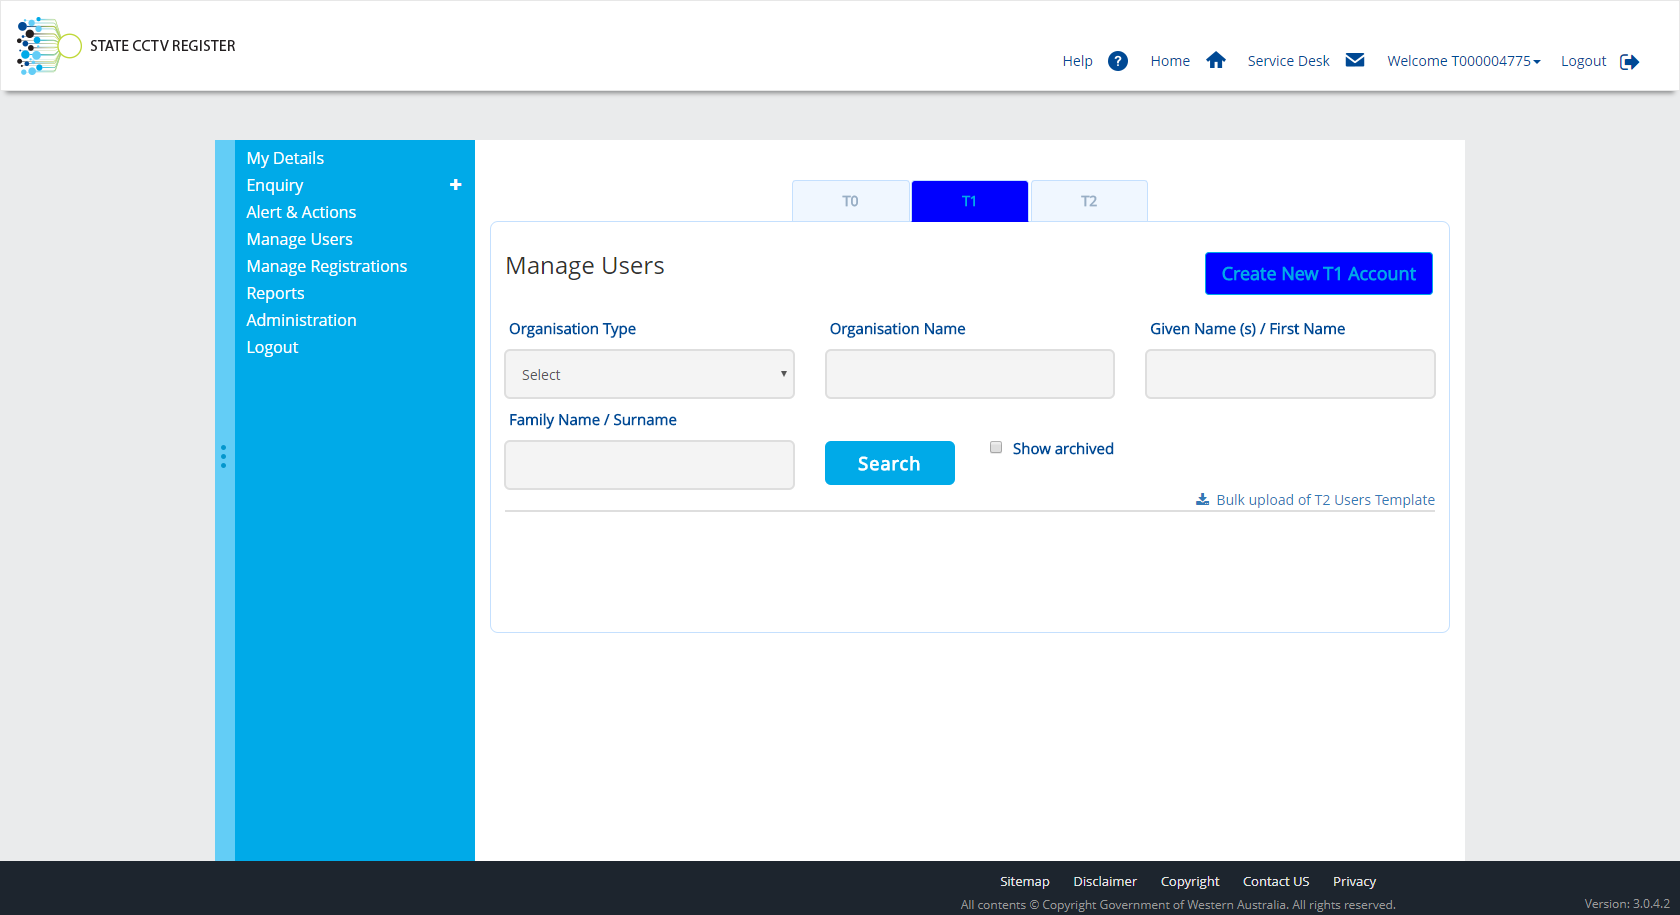 STATE CCTV REGISTER
Help ? Home Service Desk Welcome T000004775 Logout
My Details
Enquiry +
Alert & Actions
Manage Users
Manage Registrations
Reports
Administration
Logout
T0 T1 T2
Manage Users
Create New T1 Account
Organisation Type Organisation Name Given Name (s) / First Name
Select
Family Name / Surname
Search
Show archived
Bulk upload of T2 Users Template
Sitemap Disclaimer Copyright Contact US Privacy
All contents © Copyright Government of Western Australia. All rights reserved.
Version: 3.0.4.2